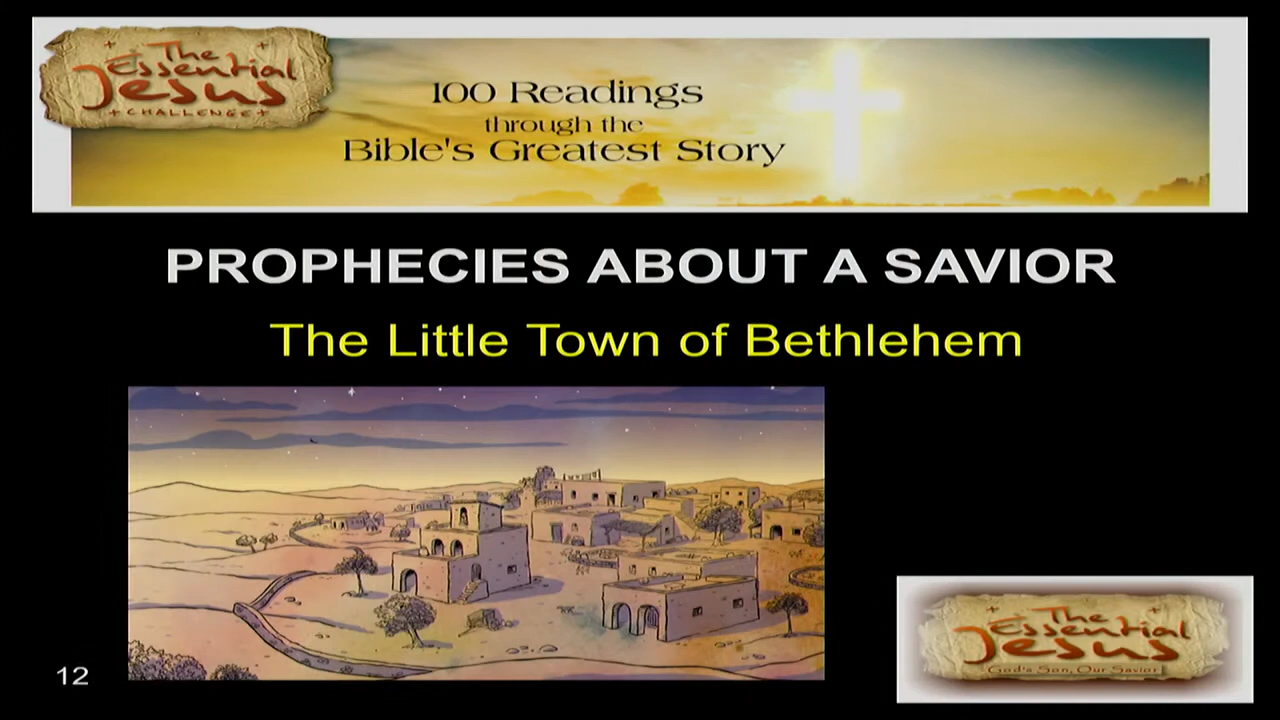 The
Essential
Jesus
CHALLENGE
100 Readings
through the
Bible's Greatest Story
PROPHECIES ABOUT A SAVIOR
The Little Town of Bethlehem
12
The
Essential
Jesus
God's Son, Our Savior